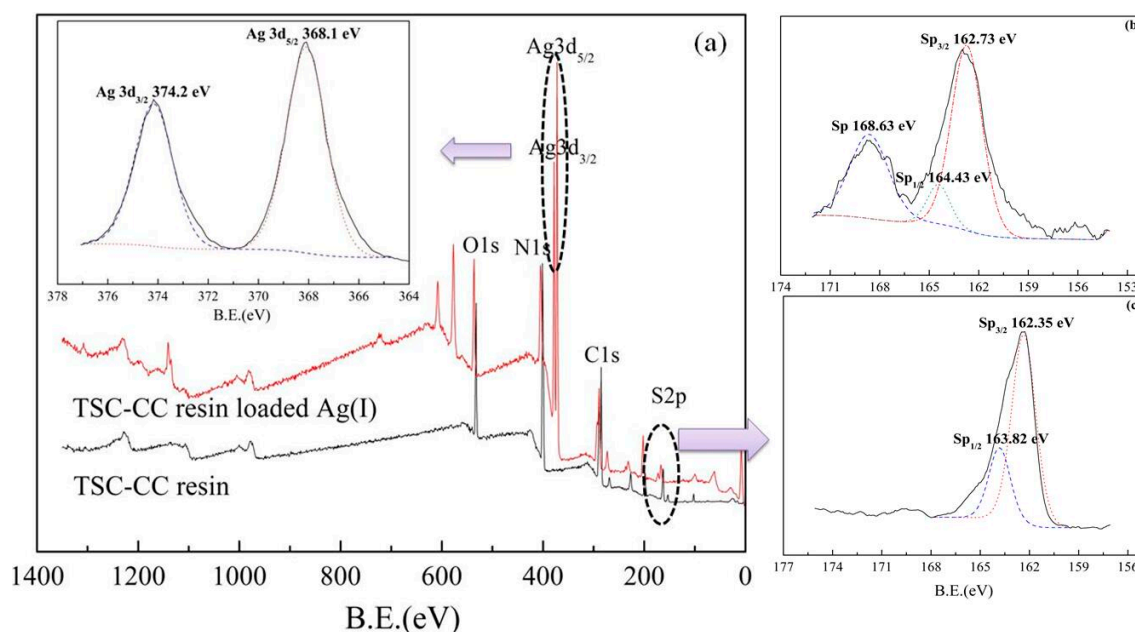 (a)
Ag 3d5/2 368.1 eV
Ag 3d3/2 374.2 eV
378 376 374 372 370 368 366 364
B.E.(eV)
Ag3d5/2
Ag3d3/2
O1s
N1s
C1s
S2p
TSC-CC resin loaded Ag(I)
TSC-CC resin
1400 1200 1000 800 600 400 200 0
B.E.(eV)
(b
Sp3/2 162.73 eV
Sp 168.63 eV
Sp1/2 164.43 eV
174 171 168 165 162 159 156 153
(c
Sp3/2 162.35 eV
Sp1/2 163.82 eV
177 174 171 168 165 162 159 156
B.E.(eV)